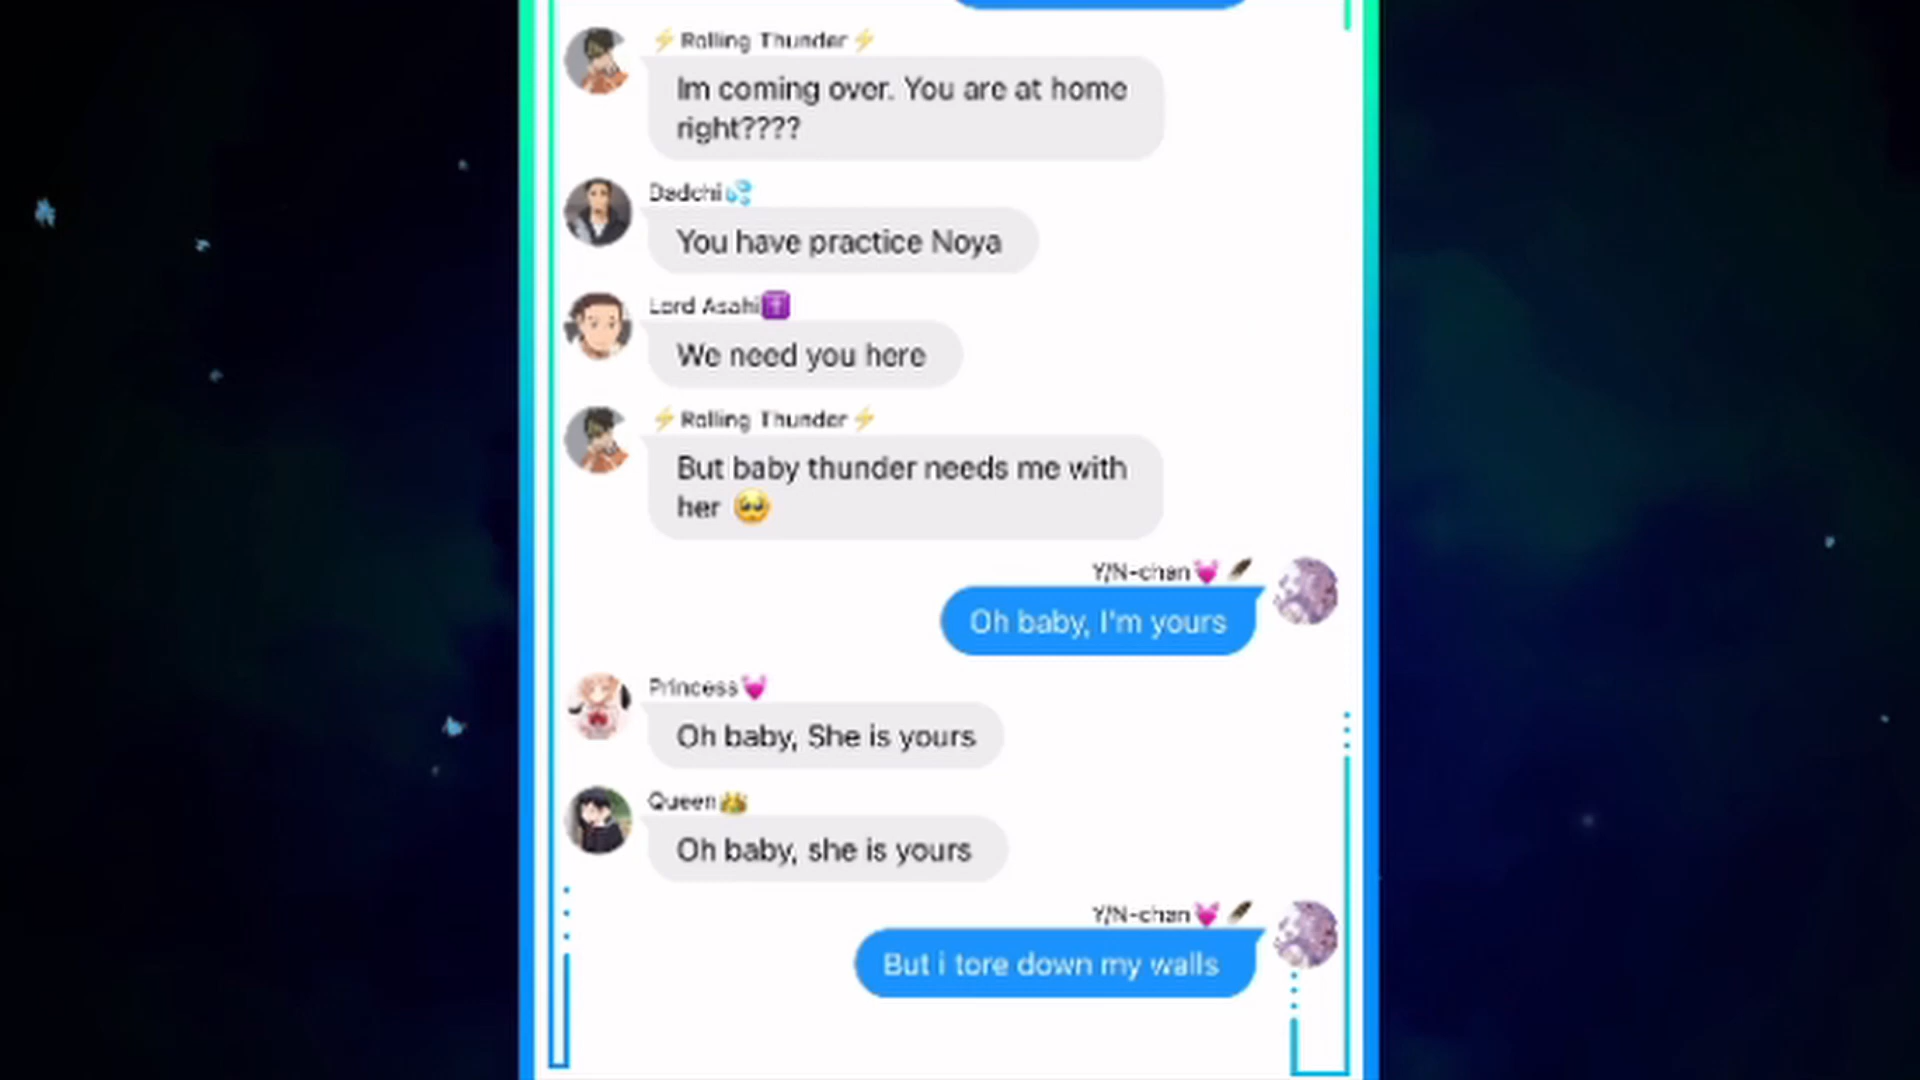 ⚡Rolling Thunder⚡
Im coming over. You are at home
right????
Dadchi💦
You have practice Noya
Lord Asahi✝️
We need you here
⚡Rolling Thunder⚡
But baby thunder needs me with
her 🥺
Y/N-chan💓🪶
Oh baby, I'm yours
Princess💓
Oh baby, She is yours
Queen👑
Oh baby, she is yours
Y/N-chan💓🪶
But i tore down my walls